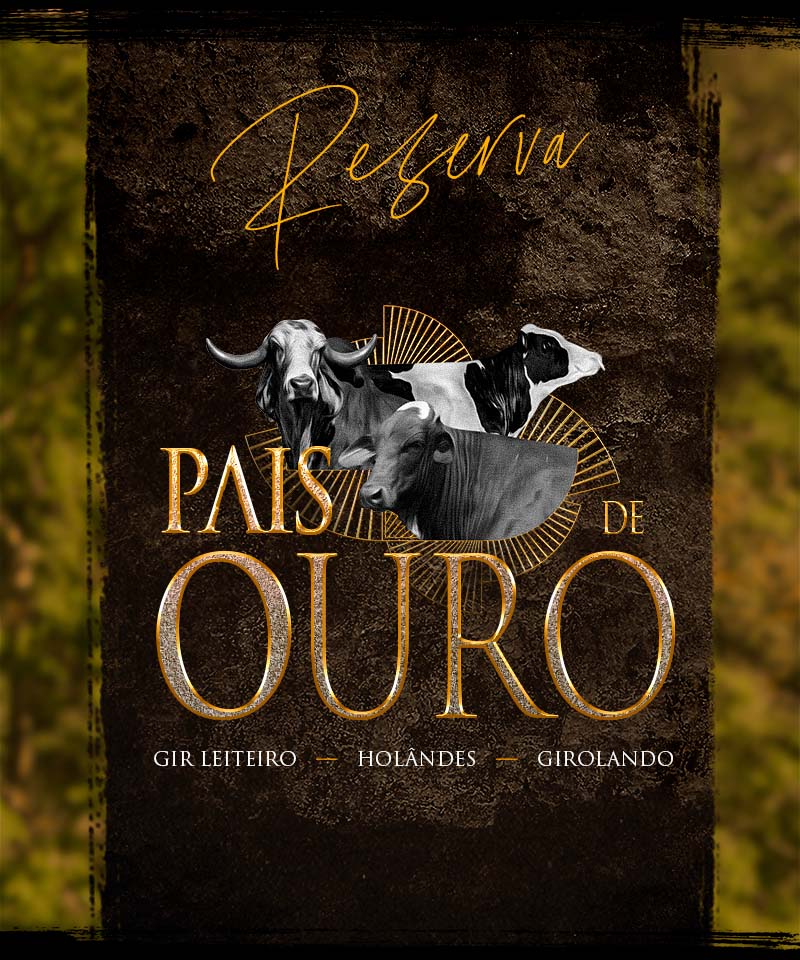 Reserva
PAIS DE
OURO
GIR LEITEIRO — HOLÂNDES — GIROLANDO